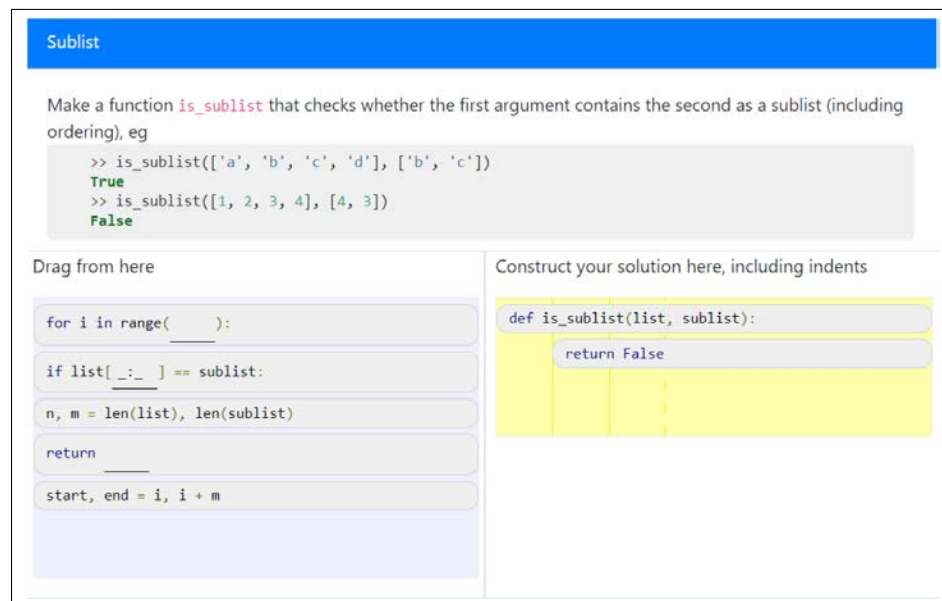 Sublist
Make a function is_sublist that checks whether the first argument contains the second as a sublist (including
ordering), eg
>> is_sublist(['a', 'b', 'c', 'd'], ['b', 'c'])
True
>> is_sublist([1, 2, 3, 4], [4, 3])
False
Drag from here
for i in range( ):
if list[ _:_ ] == sublist:
n, m = len(list), len(sublist)
return
start, end = i, i + m
Construct your solution here, including indents
def is_sublist(list, sublist):
return False